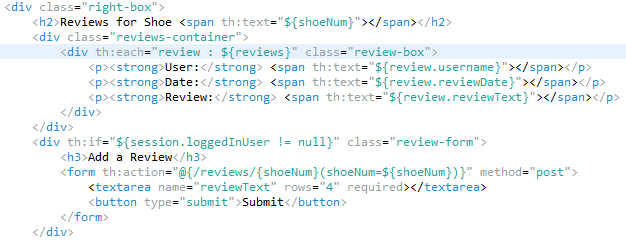 <div class="right-box">
<h2>Reviews for Shoe <span th:text="${shoeNum}"></span></h2>
<div class="reviews-container">
<div th:each="review : ${reviews}" class="review-box">
<p><strong>User:</strong> <span th:text="${review.username}"></span></p>
<p><strong>Date:</strong> <span th:text="${review.reviewDate}"></span></p>
<p><strong>Review:</strong> <span th:text="${review.reviewText}"></span></p>
</div>
</div>
<div th:if="${session.loggedInUser != null}" class="review-form">
<h3>Add a Review</h3>
<form th:action="@{/reviews/{shoeNum}(shoeNum=${shoeNum})}" method="post">
<textarea name="reviewText" rows="4" required></textarea>
<button type="submit">Submit</button>
</form>
</div>